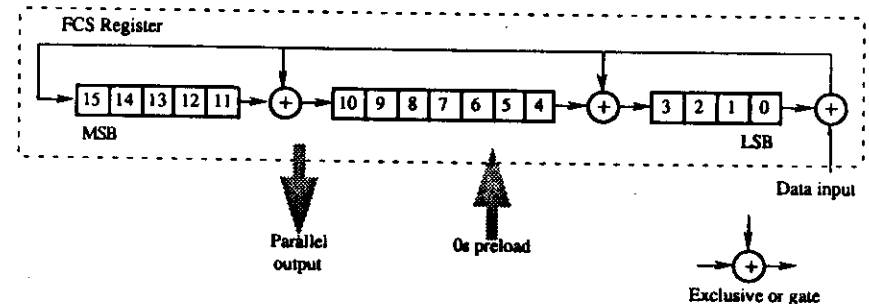 FCS Register
15 14 13 12 11 + 10 9 8 7 6 5 4 + 3 2 1 0 +
MSB
LSB
Data input
Parallel
output
0s preload
+
Exclusive or gate